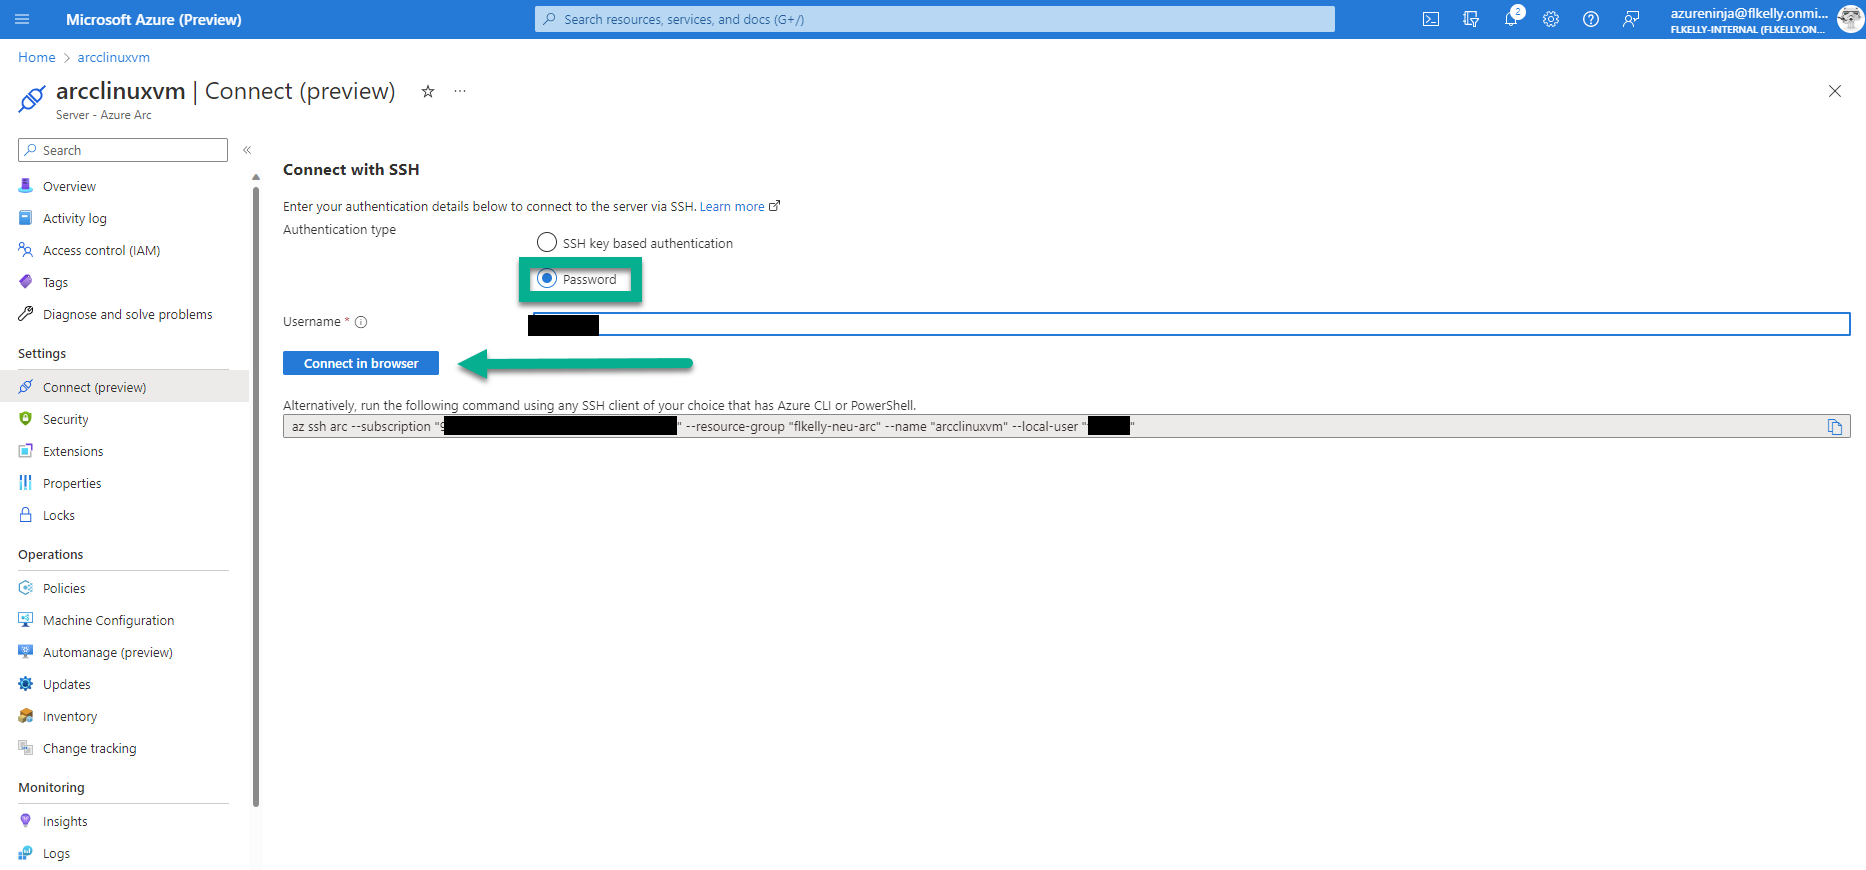 Microsoft Azure (Preview)
Search resources, services, and docs (G+/)
2
azureninja@flkelly.onmi...
FLKELLY-INTERNAL (FLKELLY.ON...
Home > arcclinuxvm
arcclinuxvm | Connect (preview)
Server - Azure Arc
Search
Overview
Activity log
Access control (IAM)
Tags
Diagnose and solve problems
Settings
Connect (preview)
Security
Extensions
Properties
Locks
Operations
Policies
Machine Configuration
Automanage (preview)
Updates
Inventory
Change tracking
Monitoring
Insights
Logs
Connect with SSH
Enter your authentication details below to connect to the server via SSH. Learn more
Authentication type
SSH key based authentication
Password
Username *
Connect in browser
Alternatively, run the following command using any SSH client of your choice that has Azure CLI or PowerShell.
az ssh arc --subscription " " --resource-group "flkelly-neu-arc" --name "arcclinuxvm" --local-user " "